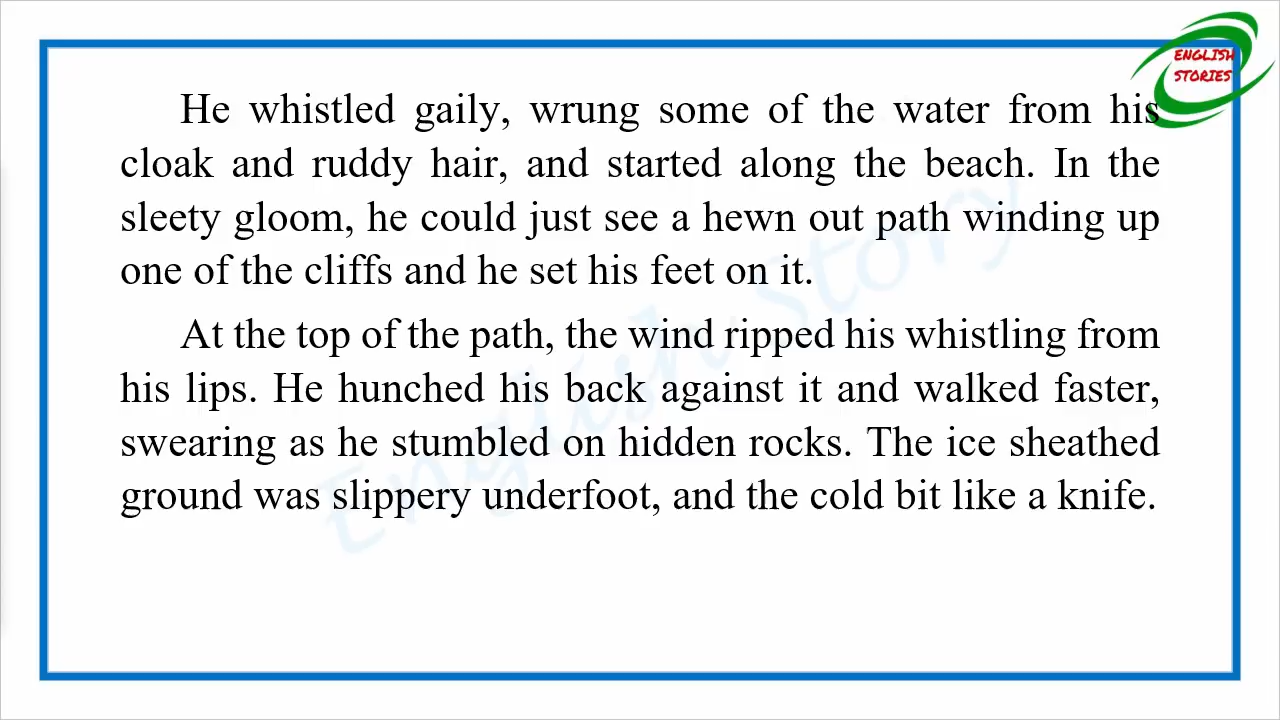 ENGLISH
STORIES
He whistled gaily, wrung some of the water from his
cloak and ruddy hair, and started along the beach. In the
sleety gloom, he could just see a hewn out path winding up
one of the cliffs and he set his feet on it.
At the top of the path, the wind ripped his whistling from
his lips. He hunched his back against it and walked faster,
swearing as he stumbled on hidden rocks. The ice sheathed
ground was slippery underfoot, and the cold bit like a knife.
English Story